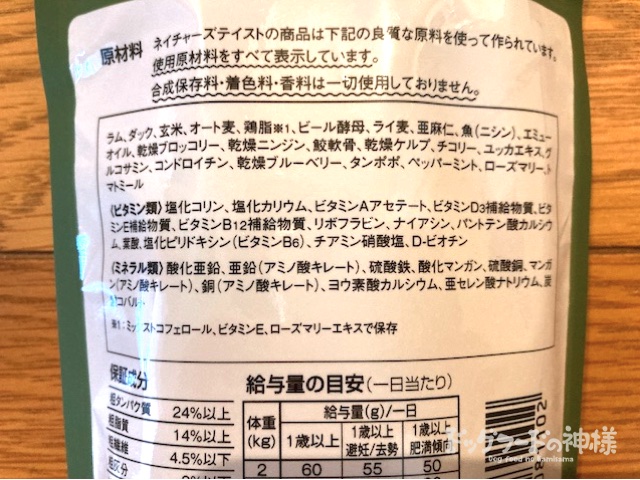 原材料
ネイチャーズテイストの商品は下記の良質な原料を使って作られています。
使用原材料をすべて表示しています。
合成保存料・着色料・香料は一切使用しておりません。
ラム、ダック、玄米、オート麦、鶏脂※1、ビール酵母、ライ麦、亜麻仁、魚(ニシン)、エミュー
オイル、乾燥ブロッコリー、乾燥ニンジン、鮫軟骨、乾燥ケルプ、チコリー、ユッカエキス、グ
ルコサミン、コンドロイチン、乾燥ブルーベリー、タンポポ、ペッパーミント、ローズマリー、ト
マトミール
〈ビタミン類〉塩化コリン、塩化カリウム、ビタミンAアセテート、ビタミンD3補給物質、ビタ
ミンE補給物質、ビタミンB12補給物質、リボフラビン、ナイアシン、パントテン酸カルシウ
ム、葉酸、塩化ピリドキシン(ビタミンB6)、チアミン硝酸塩、D-ビオチン
〈ミネラル類〉酸化亜鉛、亜鉛(アミノ酸キレート)、硫酸鉄、酸化マンガン、硫酸銅、マンガ
ン(アミノ酸キレート)、銅(アミノ酸キレート)、ヨウ素酸カルシウム、亜セレン酸ナトリウム、炭
酸コバルト
※1:ミックストコフェロール、ビタミンE、ローズマリーエキスで保存
保証成分
粗タンパク質 24%以上
粗脂質 14%以上
粗繊維 4.5%以下
粗灰分
給与量の目安(一日当たり)
体重(kg)
給与量(g)/一日
1歳以上
1歳以上 避妊/去勢
1歳以上 肥満傾向
2 60 55 50
ドッグフードの神様
dog food no kamisama